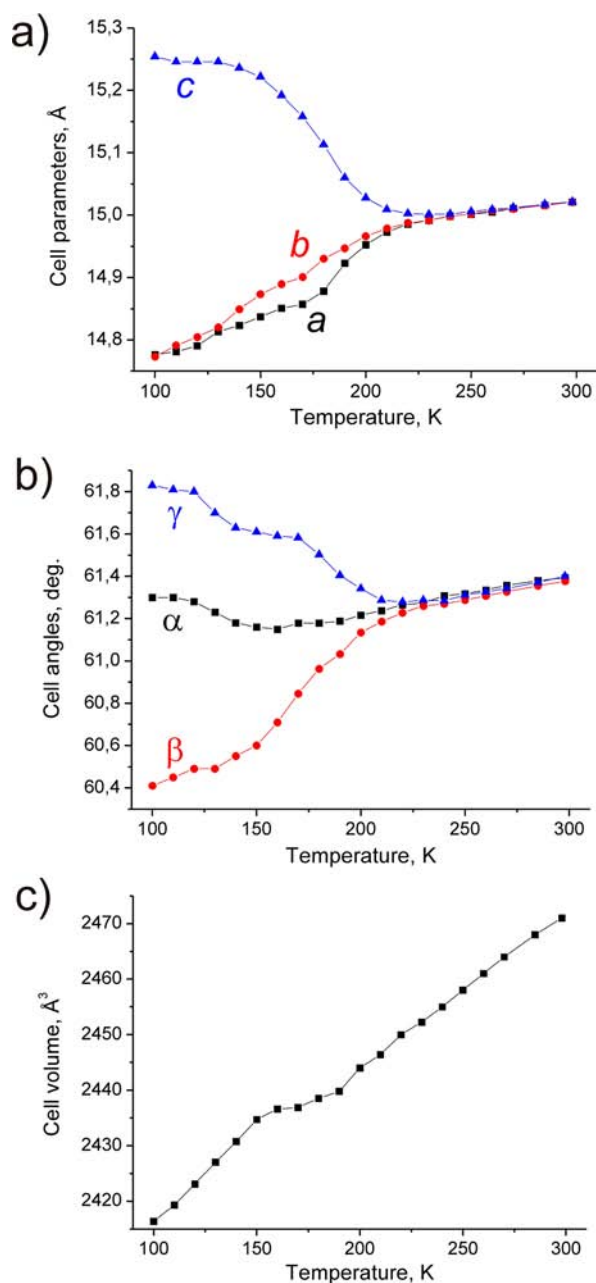 a)
15,3
15,2
15,1
15,0
14,9
14,8
Cell parameters, Å
c
b
a
100 150 200 250 300
Temperature, K
b)
61.8
61.6
61.4
61.2
61.0
60.8
60.6
60.4
Cell angles, deg.
γ
α
β
100 150 200 250 300
Temperature, K
c)
2470
2460
2450
2440
2430
2420
Cell volume, Å³
100 150 200 250 300
Temperature, K